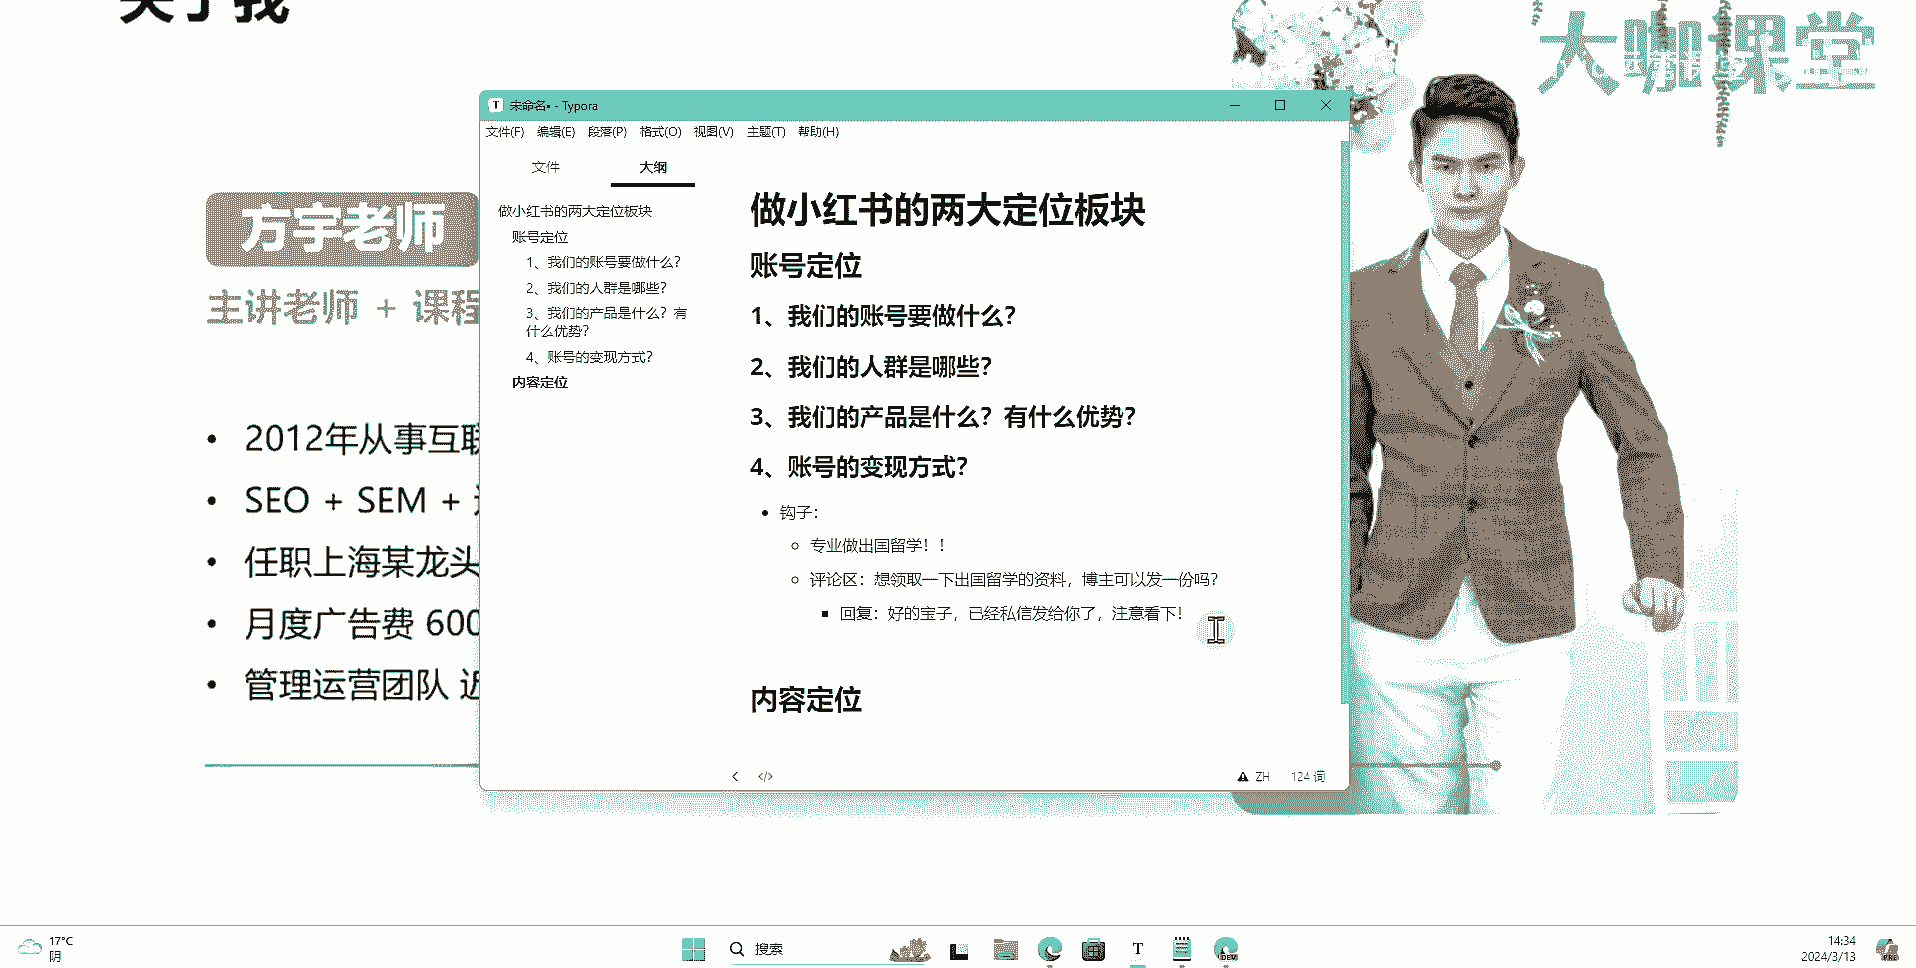 关于我
大咖课堂
方宇老师
主讲老师 + 课程
2012年从事互联
SEO + SEM +
任职上海某龙头
月度广告费 600
管理运营团队 近
未命名• - Typora
文件(F) 编辑(E) 段落(P) 格式(O) 视图(V) 主题(T) 帮助(H)
文件 大纲
做小红书的两大定位板块
账号定位
1、我们的账号要做什么？
2、我们的人群是哪些？
3、我们的产品是什么？有
什么优势？
4、账号的变现方式？
内容定位
做小红书的两大定位板块
账号定位
1、我们的账号要做什么？
2、我们的人群是哪些？
3、我们的产品是什么？有什么优势？
4、账号的变现方式？
钩子：
专业做出国留学！！
评论区：想领取一下出国留学的资料，博主可以发一份吗？
回复：好的宝子，已经私信发给你了，注意看下！
内容定位
ZH 124 词
17°C
阴
搜索
T
DEV
14:34
2024/3/13
PRE